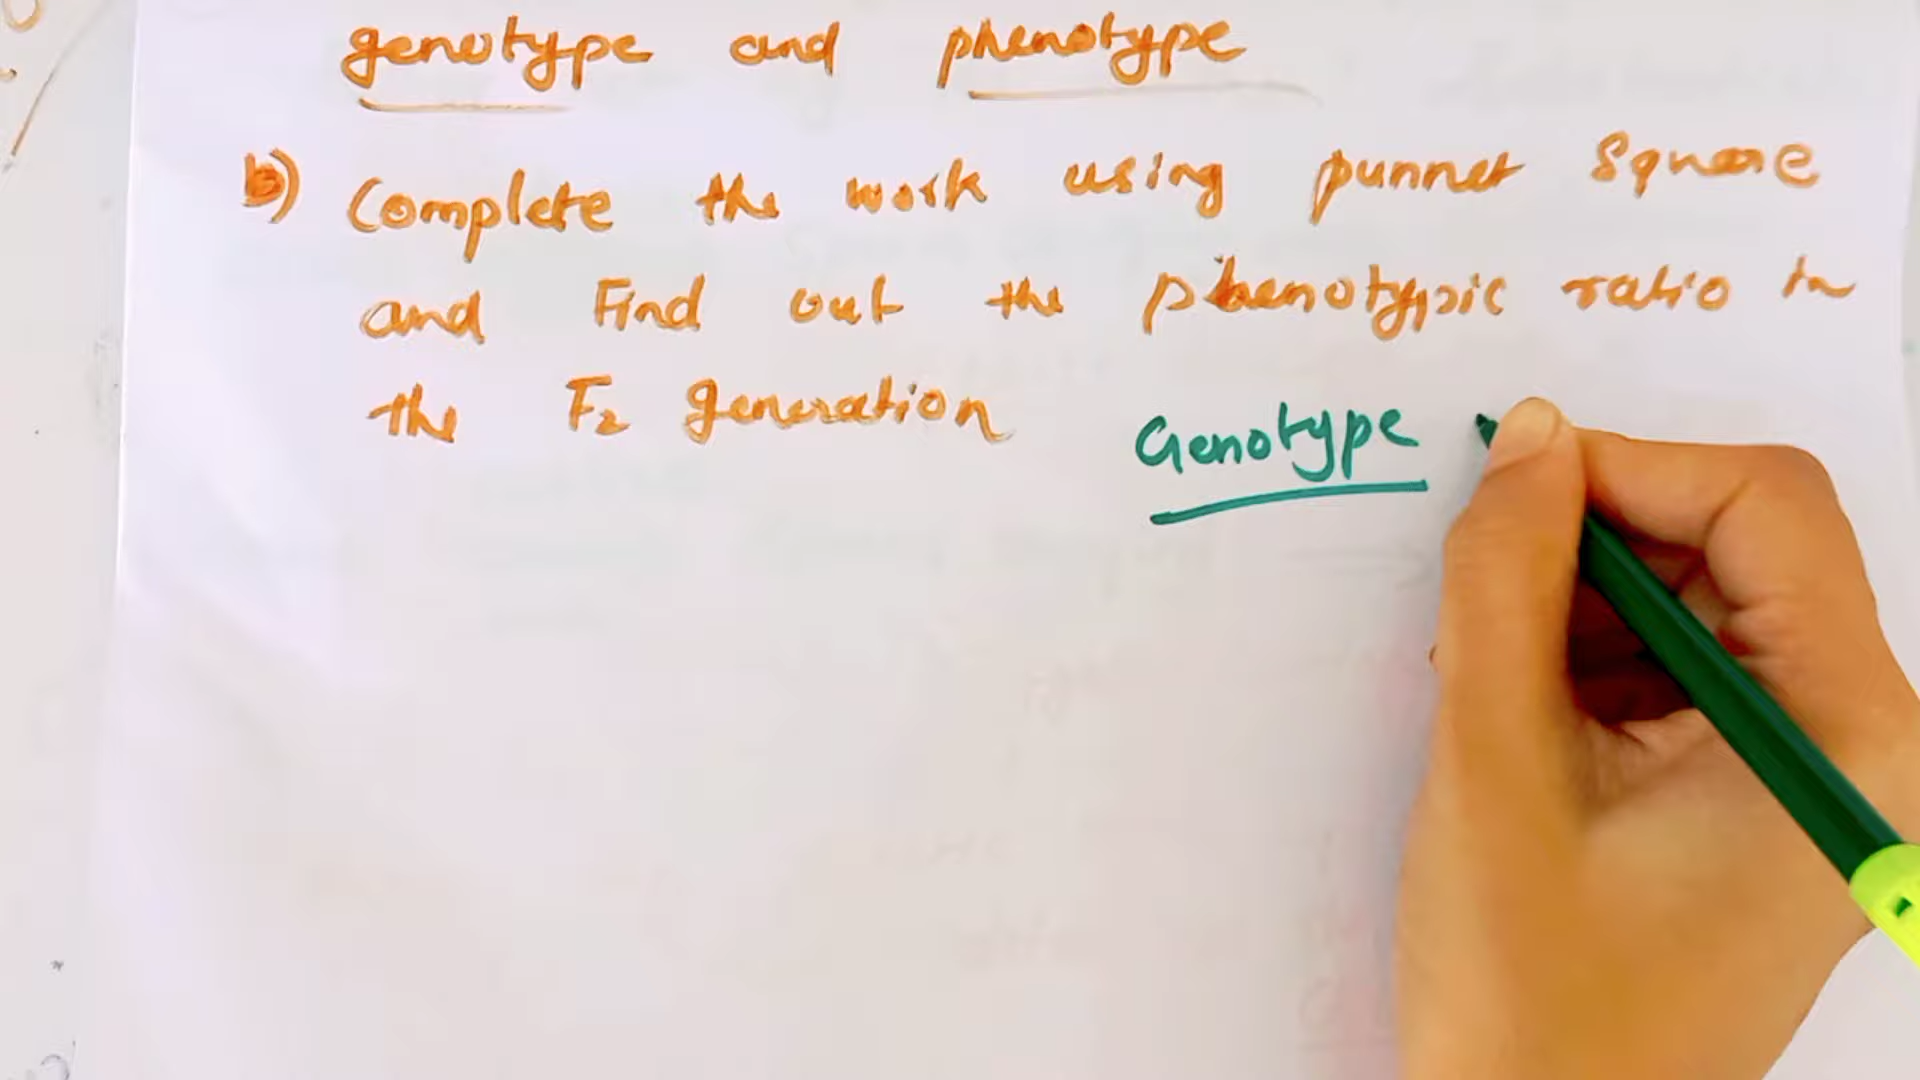 genotype and phenotype
b) Complete the work using punnet Square
and Find out the phenotypic ratio in
the F2 generation
Genotype